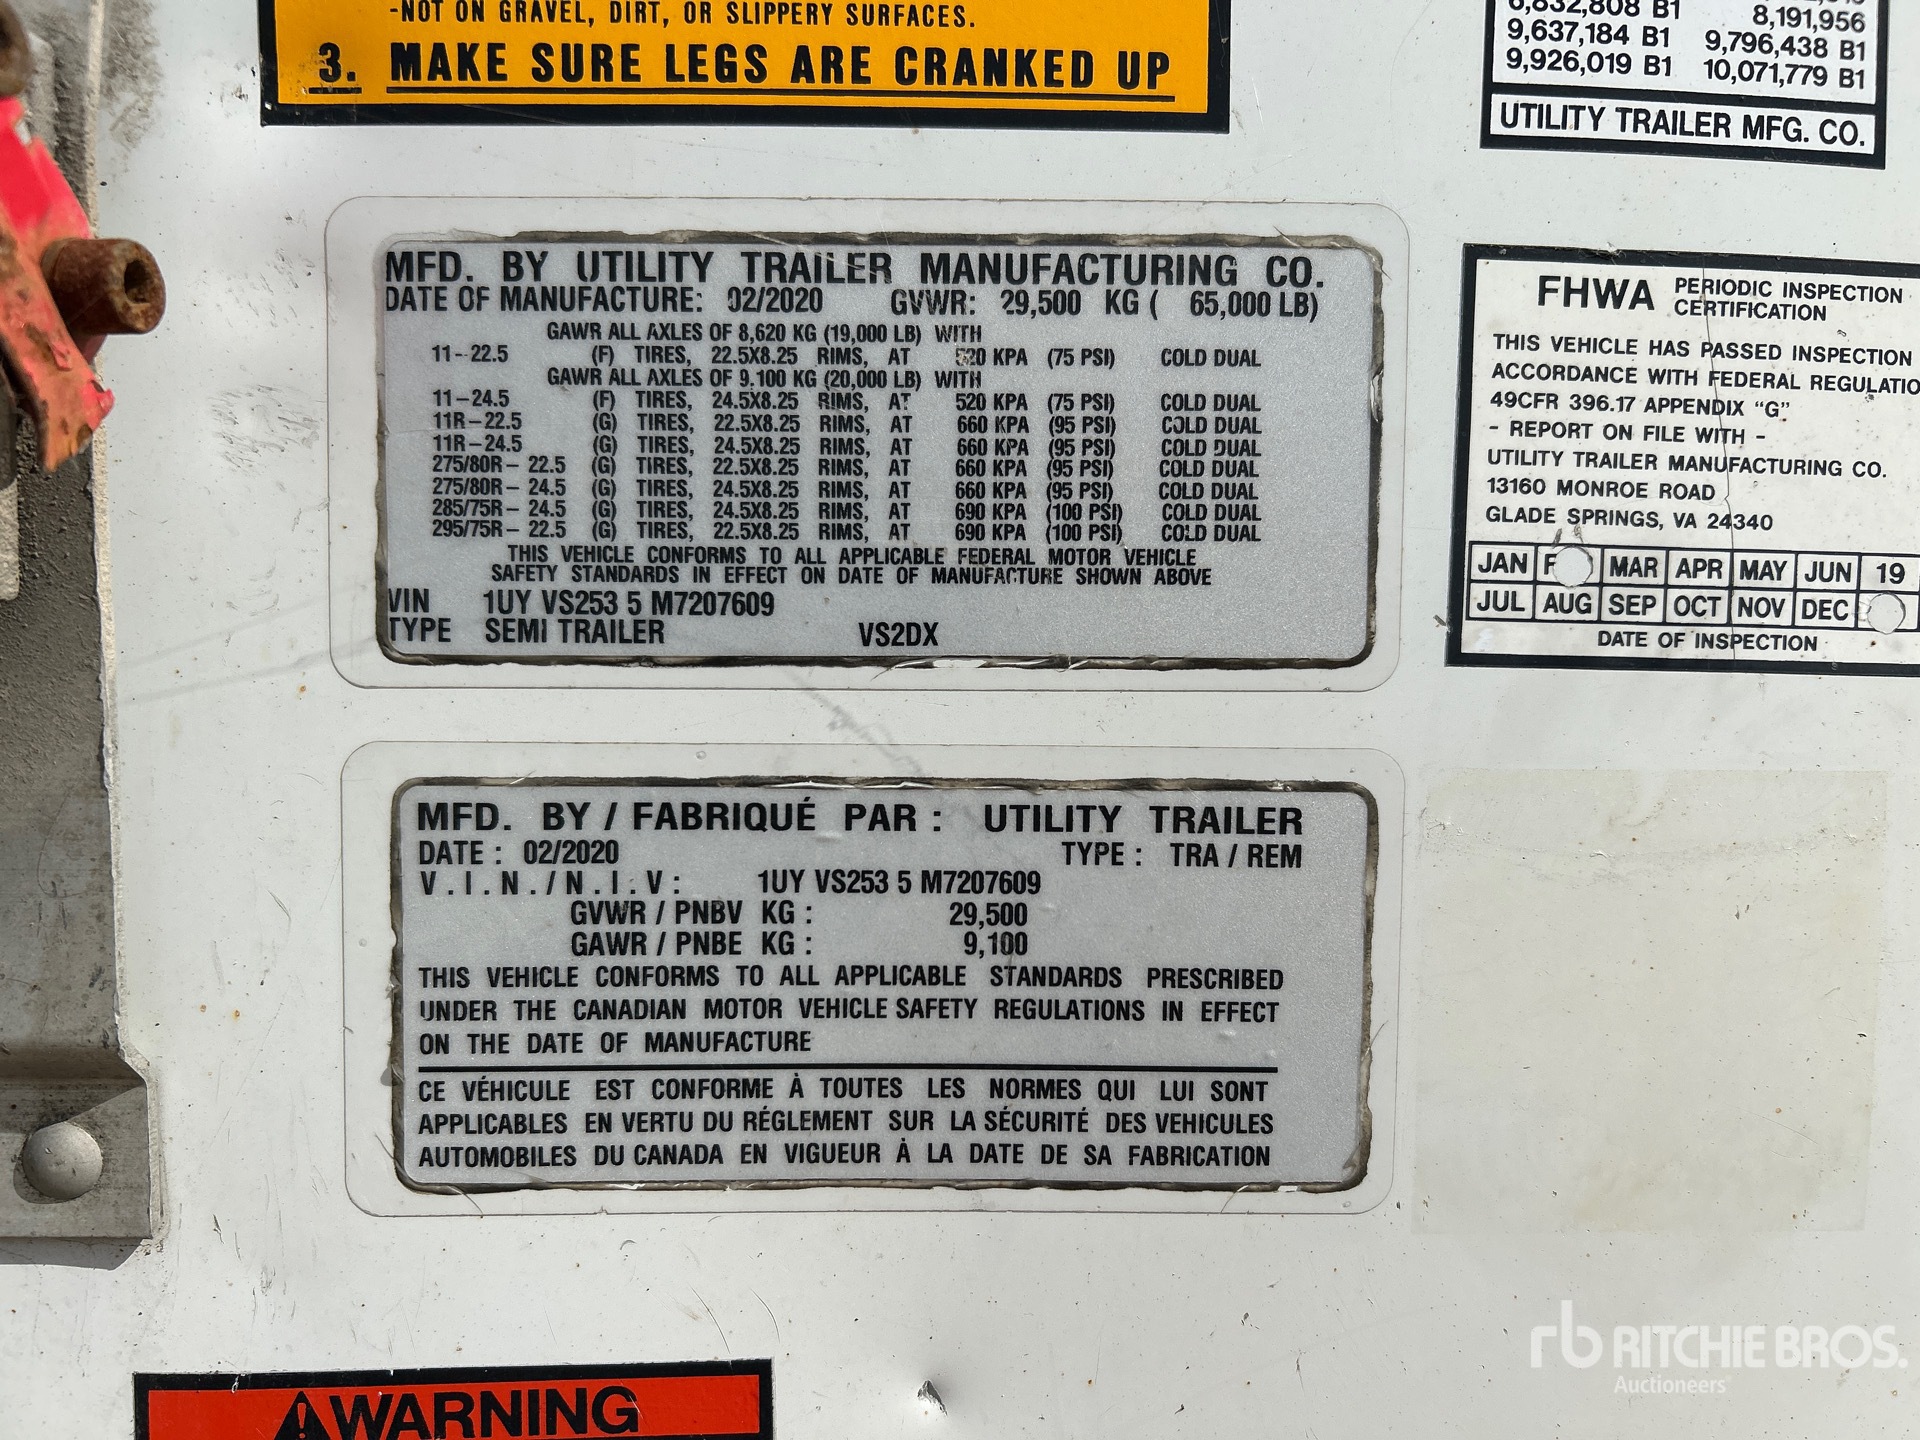 -NOT ON GRAVEL, DIRT, OR SLIPPERY SURFACES.
3. MAKE SURE LEGS ARE CRANKED UP
6,832,808 B1 8,191,956
9,637,184 B1 9,796,438 B1
9,926,019 B1 10,071,779 B1
UTILITY TRAILER MFG. CO.
MFD. BY UTILITY TRAILER MANUFACTURING CO.
DATE OF MANUFACTURE: 02/2020 GVWR: 29,500 KG ( 65,000 LB)
GAWR ALL AXLES OF 8,620 KG (19,000 LB) WITH
11-22.5 (F) TIRES, 22.5X8.25 RIMS, AT 520 KPA (75 PSI) COLD DUAL
GAWR ALL AXLES OF 9.100 KG (20,000 LB) WITH
11-24.5 (F) TIRES, 24.5X8.25 RIMS, AT 520 KPA (75 PSI) COLD DUAL
11R-22.5 (G) TIRES, 22.5X8.25 RIMS, AT 660 KPA (95 PSI) COLD DUAL
11R-24.5 (G) TIRES, 24.5X8.25 RIMS, AT 660 KPA (95 PSI) COLD DUAL
275/80R- 22.5 (G) TIRES, 22.5X8.25 RIMS, AT 660 KPA (95 PSI) COLD DUAL
275/80R- 24.5 (G) TIRES, 24.5X8.25 RIMS, AT 660 KPA (95 PSI) COLD DUAL
285/75R- 24.5 (G) TIRES, 24.5X8.25 RIMS, AT 690 KPA (100 PSI) COLD DUAL
295/75R- 22.5 (G) TIRES, 22.5X8.25 RIMS, AT 690 KPA (100 PSI) COLD DUAL
THIS VEHICLE CONFORMS TO ALL APPLICABLE FEDERAL MOTOR VEHICLE
SAFETY STANDARDS IN EFFECT ON DATE OF MANUFACTURE SHOWN ABOVE
VIN 1UY VS253 5 M7207609
TYPE SEMI TRAILER VS2DX
FHWA PERIODIC INSPECTION
CERTIFICATION
THIS VEHICLE HAS PASSED INSPECTION
ACCORDANCE WITH FEDERAL REGULATIO
49CFR 396.17 APPENDIX "G"
- REPORT ON FILE WITH -
UTILITY TRAILER MANUFACTURING CO.
13160 MONROE ROAD
GLADE SPRINGS, VA 24340
JAN F MAR APR MAY JUN 19
JUL AUG SEP OCT NOV DEC
DATE OF INSPECTION
MFD. BY / FABRIQUÉ PAR : UTILITY TRAILER
DATE : 02/2020 TYPE : TRA / REM
V.I.N./N.I.V: 1UY VS253 5 M7207609
GVWR / PNBV KG : 29,500
GAWR / PNBE KG : 9,100
THIS VEHICLE CONFORMS TO ALL APPLICABLE STANDARDS PRESCRIBED
UNDER THE CANADIAN MOTOR VEHICLE SAFETY REGULATIONS IN EFFECT
ON THE DATE OF MANUFACTURE
CE VÉHICULE EST CONFORME À TOUTES LES NORMES QUI LUI SONT
APPLICABLES EN VERTU DU RÉGLEMENT SUR LA SÉCURITÉ DES VEHICULES
AUTOMOBILES DU CANADA EN VIGUEUR À LA DATE DE SA FABRICATION
WARNING
rb RITCHIE BROS.
Auctioneers